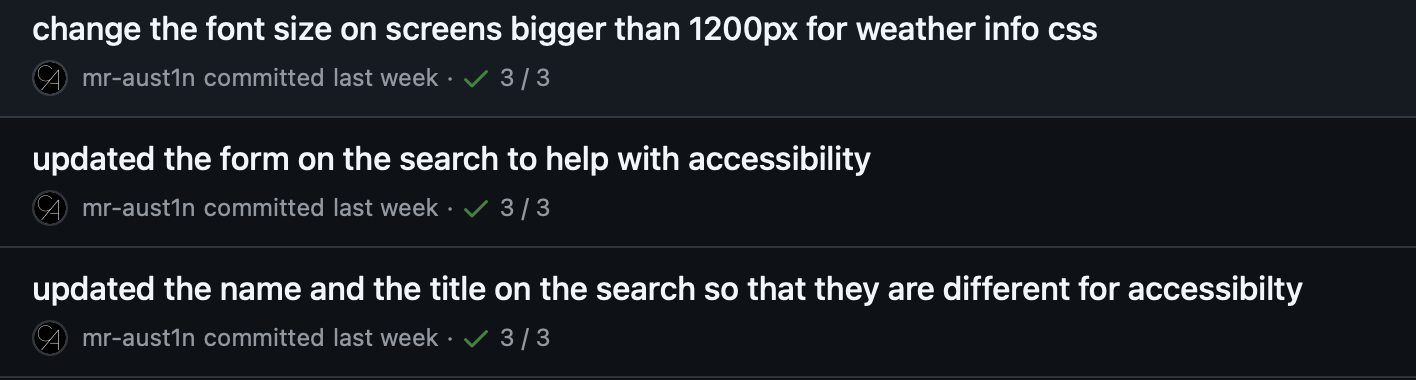 change the font size on screens bigger than 1200px for weather info css
mr-aust1n committed last week · ✓ 3 / 3
updated the form on the search to help with accessibility
mr-aust1n committed last week · ✓ 3 / 3
updated the name and the title on the search so that they are different for accessibilty
mr-aust1n committed last week · ✓ 3 / 3